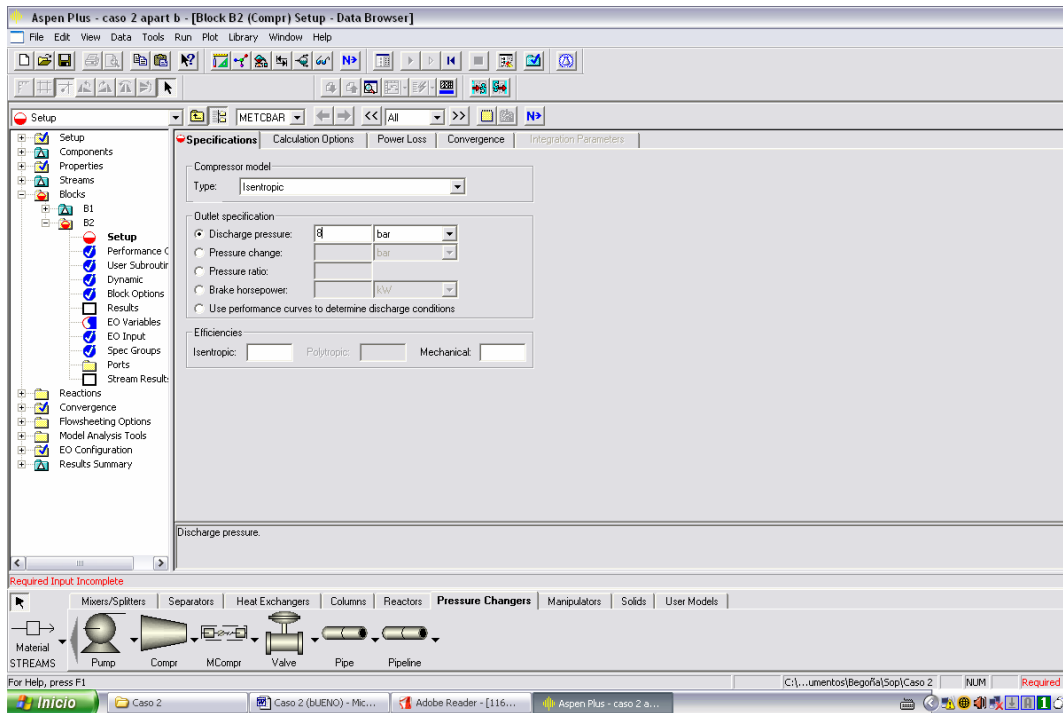 Aspen Plus - caso 2 apart b - [Block B2 (Compr) Setup - Data Browser]
File Edit View Data Tools Run Plot Library Window Help
N>
Setup METCBAR << All >> N>
Setup
Components
Properties
Streams
Blocks
B1
B2
Setup
Performance C
User Subroutir
Dynamic
Block Options
Results
EO Variables
EO Input
Spec Groups
Ports
Stream Results
Reactions
Convergence
Flowsheeting Options
Model Analysis Tools
EO Configuration
Results Summary
Specifications Calculation Options Power Loss Convergence Integration Parameters
Compressor model
Type: Isentropic
Outlet specification
Discharge pressure: 8 bar
Pressure change: bar
Pressure ratio:
Brake horsepower: kW
Use performance curves to determine discharge conditions
Efficiencies
Isentropic: Polytropic: Mechanical:
Discharge pressure.
Required Input Incomplete
Mixers/Splitters Separators Heat Exchangers Columns Reactors Pressure Changers Manipulators Solids User Models
Material
STREAMS Pump Compr MCompr Valve Pipe Pipeline
For Help, press F1 C:\...umentos\Begoña\Sop\Caso 2 NUM Required
Inicio Caso 2 Caso 2 (bUENO) - Mic... Adobe Reader - [116... Aspen Plus - caso 2 a...